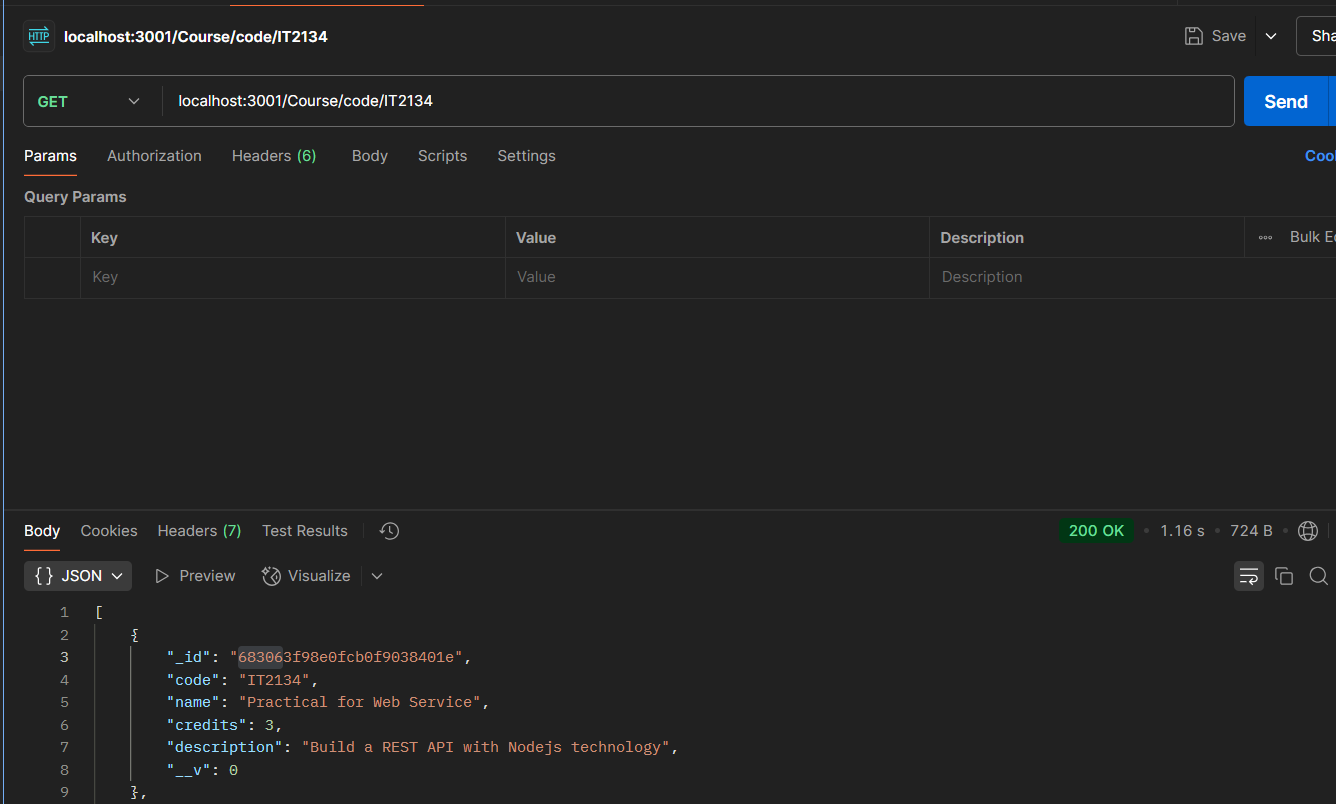 HTTP localhost:3001/Course/code/IT2134 Save Sha
GET localhost:3001/Course/code/IT2134 Send
Params Authorization Headers (6) Body Scripts Settings Cool
Query Params
Key Value Description Bulk Ed
Key Value Description
Body Cookies Headers (7) Test Results 200 OK • 1.16 s • 724 B •
{} JSON Preview Visualize
1 [
2 {
3 "_id": "683063f98e0fcb0f9038401e",
4 "code": "IT2134",
5 "name": "Practical for Web Service",
6 "credits": 3,
7 "description": "Build a REST API with Nodejs technology",
8 "__v": 0
9 },